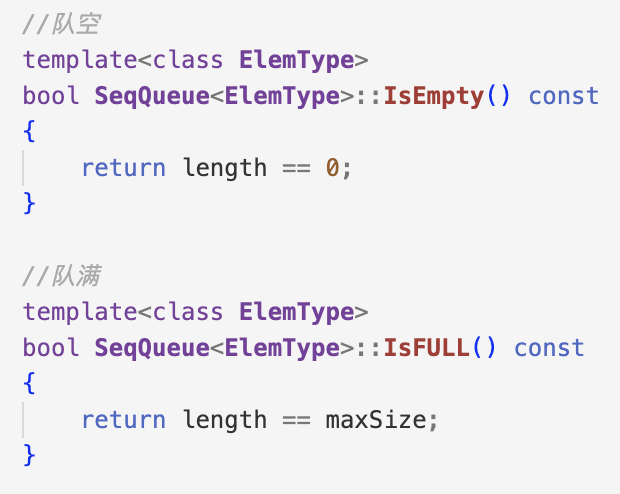 //队空
template<class ElemType>
bool SeqQueue<ElemType>::IsEmpty() const
{
    return length == 0;
}
//队满
template<class ElemType>
bool SeqQueue<ElemType>::IsFULL() const
{
    return length == maxSize;
}